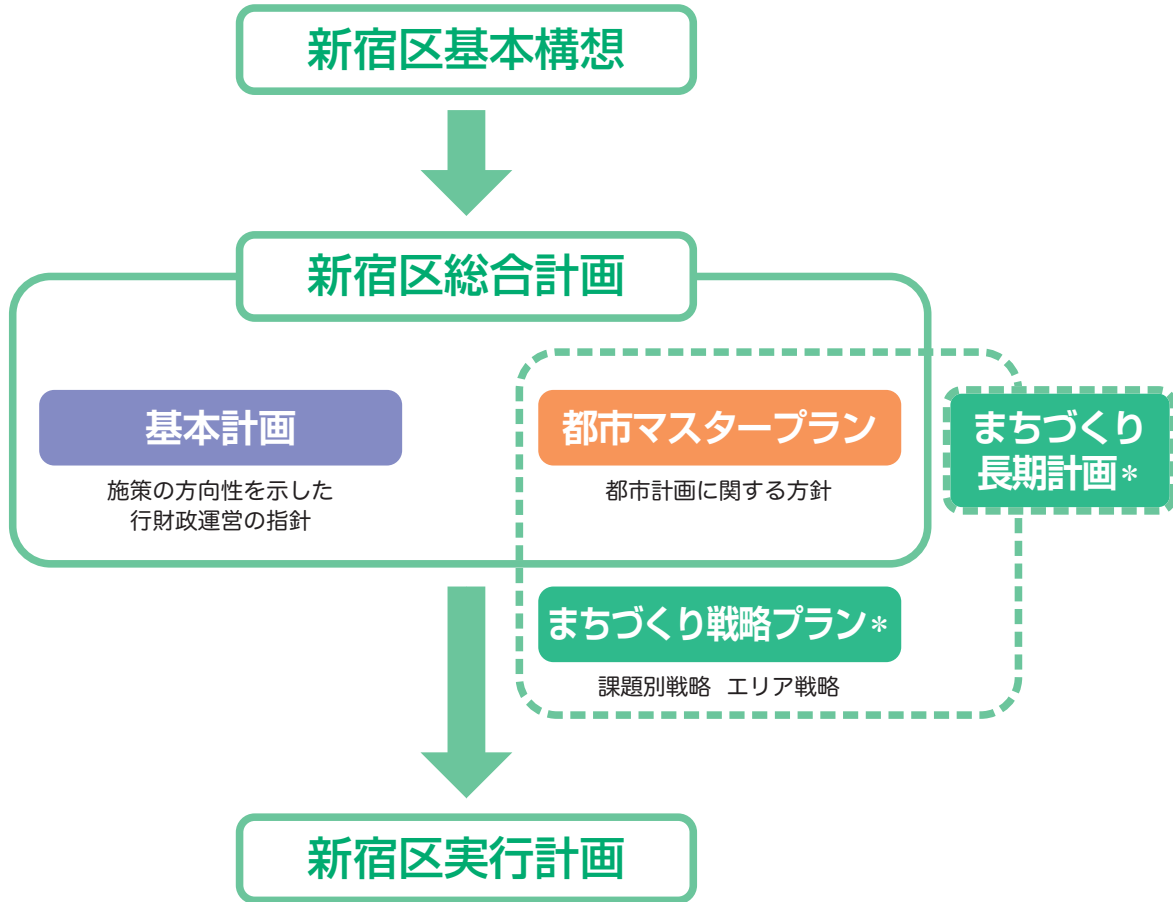 新宿区基本構想
新宿区総合計画
基本計画
施策の方向性を示した
行財政運営の指針
都市マスタープラン
都市計画に関する方針
まちづくり
長期計画＊
まちづくり戦略プラン＊
課題別戦略 エリア戦略
新宿区実行計画